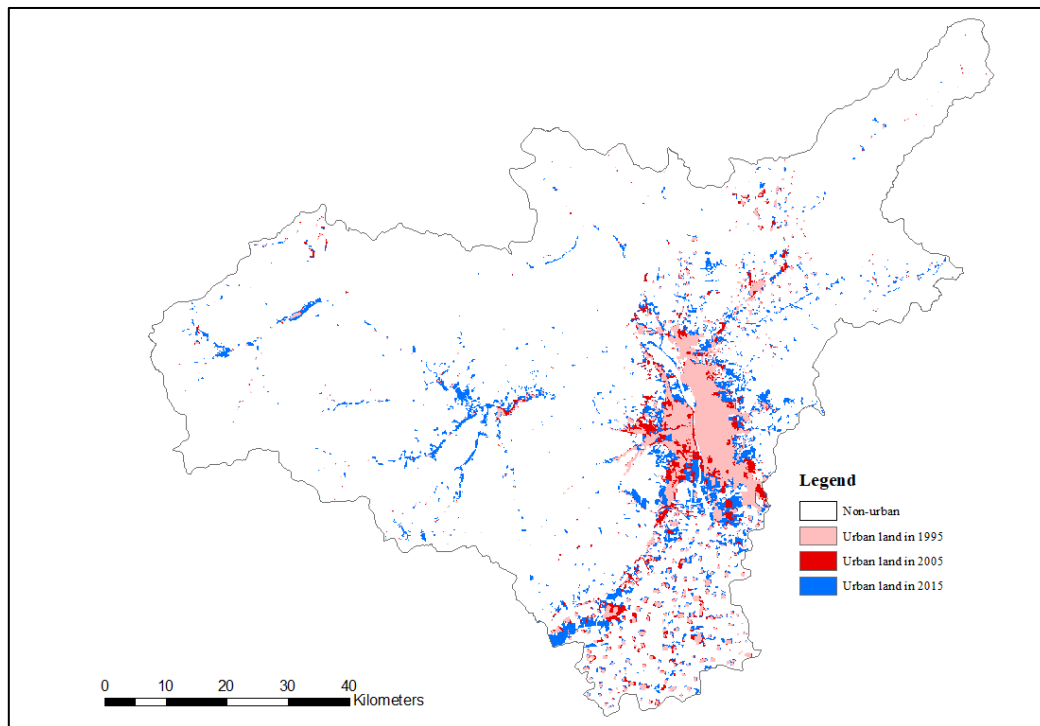 Legend
Non-urban
Urban land in 1995
Urban land in 2005
Urban land in 2015
0 10 20 30 40
Kilometers